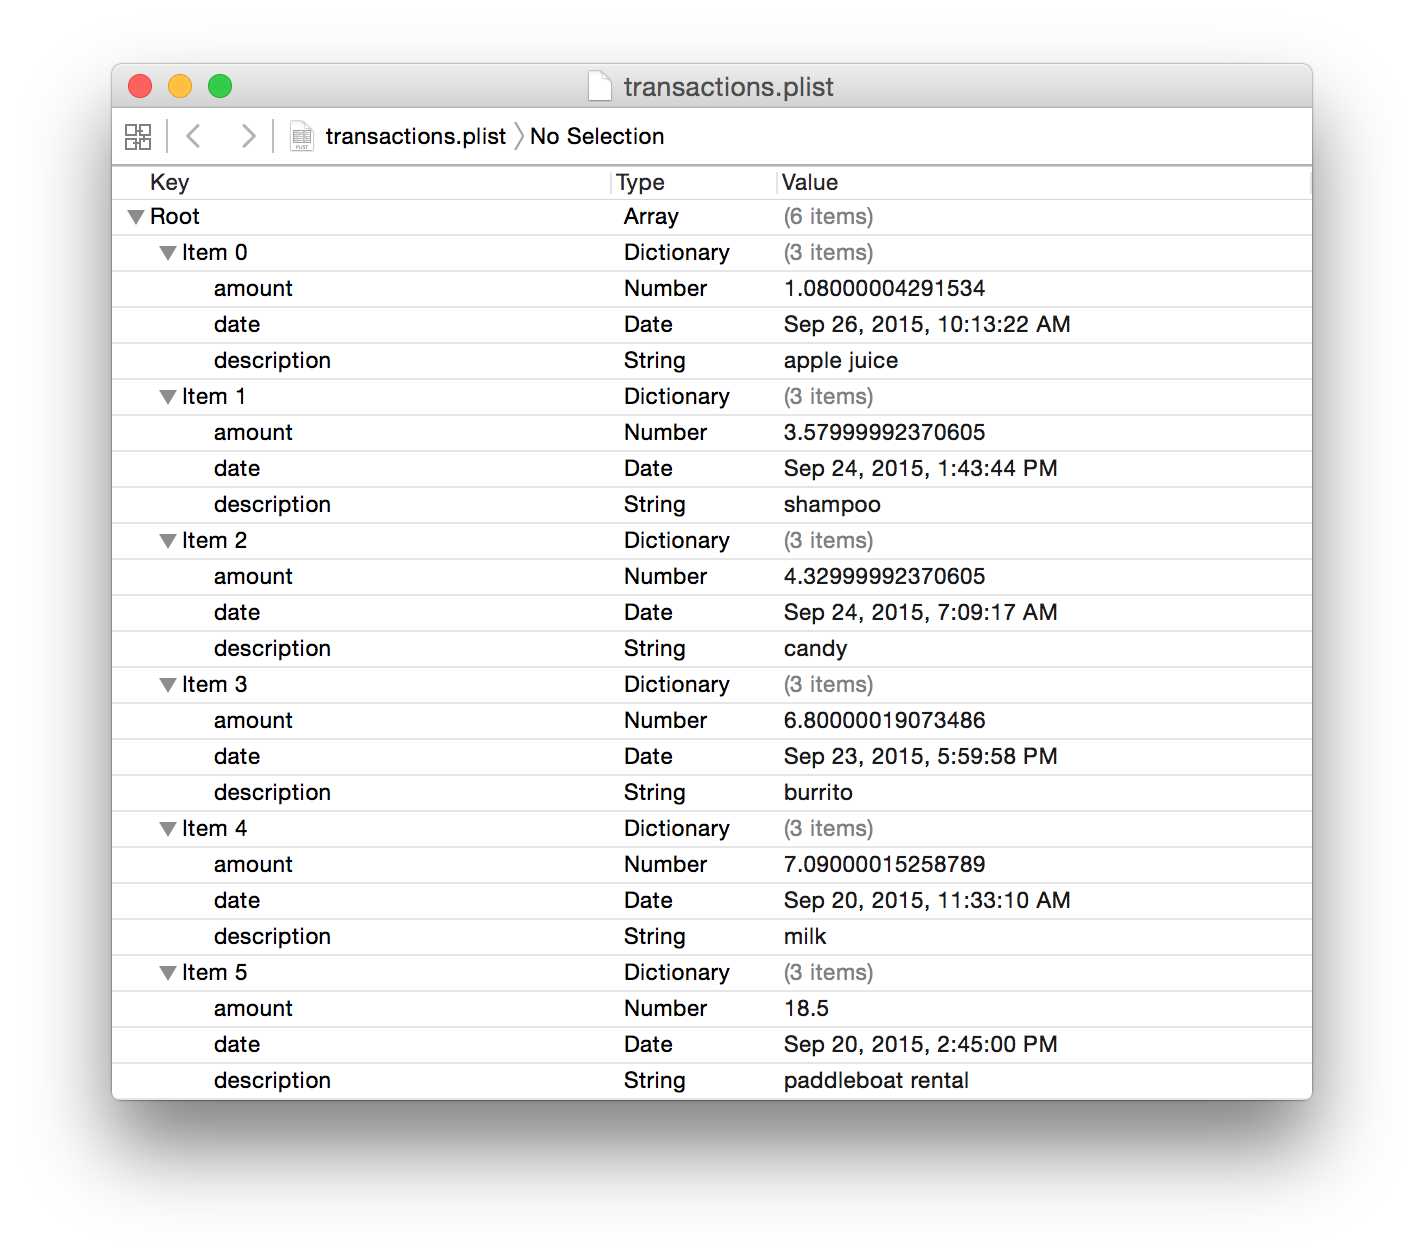 transactions.plist
transactions.plist No Selection
Key Type Value
Root Array (6 items)
Item 0 Dictionary (3 items)
amount Number 1.08000004291534
date Date Sep 26, 2015, 10:13:22 AM
description String apple juice
Item 1 Dictionary (3 items)
amount Number 3.57999992370605
date Date Sep 24, 2015, 1:43:44 PM
description String shampoo
Item 2 Dictionary (3 items)
amount Number 4.32999992370605
date Date Sep 24, 2015, 7:09:17 AM
description String candy
Item 3 Dictionary (3 items)
amount Number 6.80000019073486
date Date Sep 23, 2015, 5:59:58 PM
description String burrito
Item 4 Dictionary (3 items)
amount Number 7.09000015258789
date Date Sep 20, 2015, 11:33:10 AM
description String milk
Item 5 Dictionary (3 items)
amount Number 18.5
date Date Sep 20, 2015, 2:45:00 PM
description String paddleboat rental